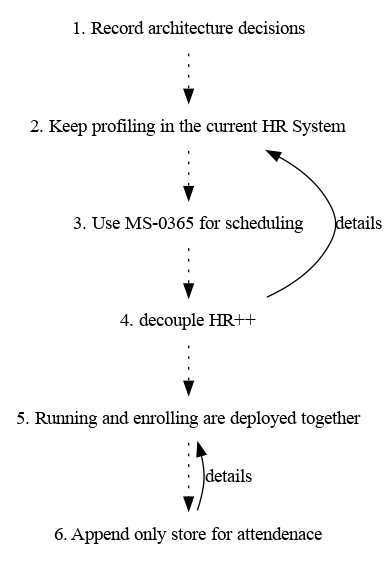 1. Record architecture decisions
2. Keep profiling in the current HR System
3. Use MS-0365 for scheduling
details
4. decouple HR++
5. Running and enrolling are deployed together
details
6. Append only store for attendenace